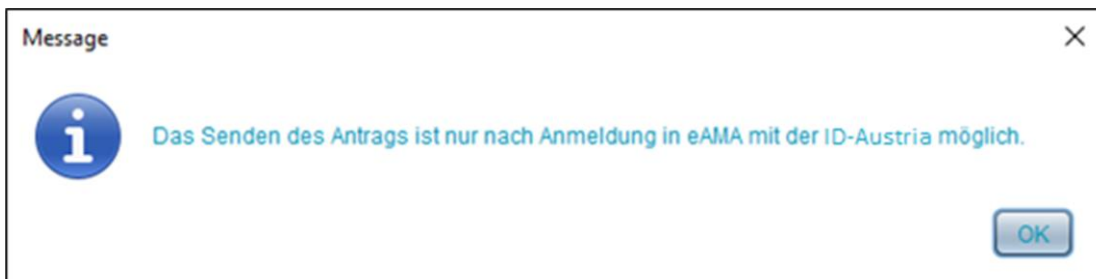 Message
Das Senden des Antrags ist nur nach Anmeldung in eAMA mit der ID-Austria möglich.
OK